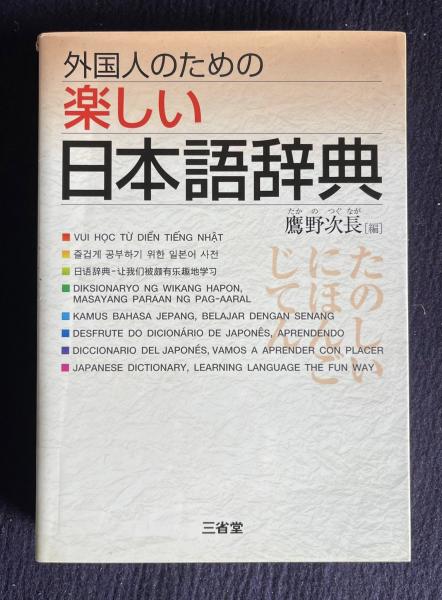 外国人のための
楽しい
日本語辞典
たか の つぐ なが
鷹野次長[編]
VUI HỌC TỪ DIỂN TIẾNG NHẬT
즐겁게 공부하기 위한 일본어 사전
日语辞典-让我们被颇有乐趣地学习
DIKSIONARYO NG WIKANG HAPON,
MASAYANG PARAAN NG PAG-AARAL
KAMUS BAHASA JEPANG, BELAJAR DENGAN SENANG
DESFRUTE DO DICIONÁRIO DE JAPONÊS, APRENDENDO
DICCIONARIO DEL JAPONÉS, VAMOS A APRENDER CON PLACER
JAPANESE DICTIONARY, LEARNING LANGUAGE THE FUN WAY
たのしい
にほんご
じてん
三省堂